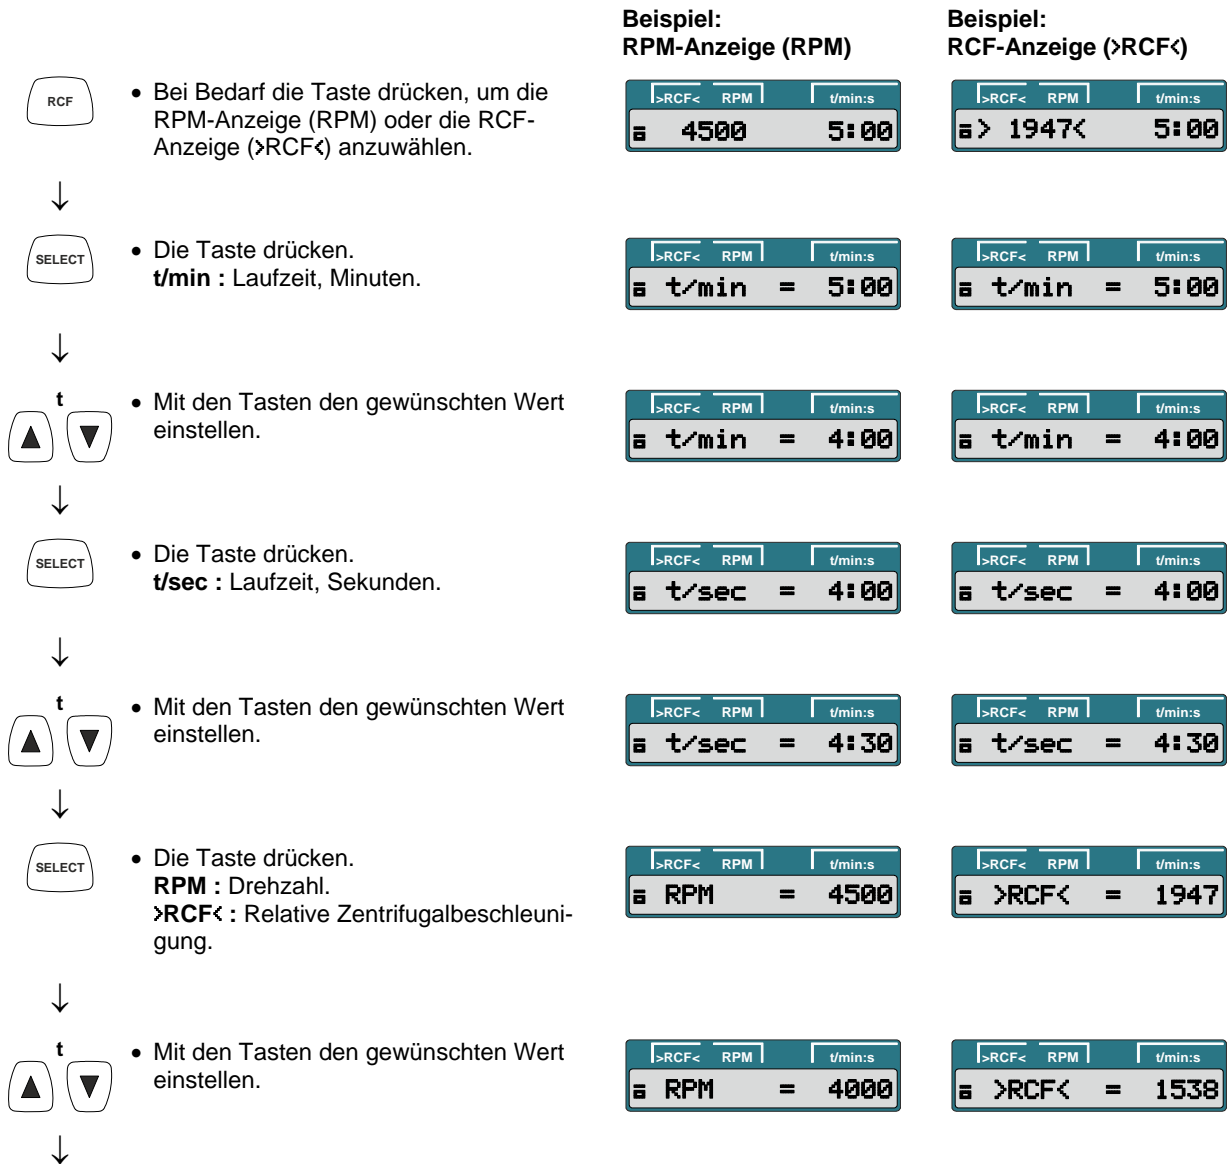 Beispiel:
RPM-Anzeige (RPM)
Beispiel:
RCF-Anzeige (>RCF<)
RCF
• Bei Bedarf die Taste drücken, um die
RPM-Anzeige (RPM) oder die RCF-
Anzeige (>RCF<) anzuwählen.
>RCF< RPM t/min:s
4500 5:00
>RCF< RPM t/min:s
> 1947< 5:00
↓
SELECT
• Die Taste drücken.
t/min : Laufzeit, Minuten.
>RCF< RPM t/min:s
t/min = 5:00
>RCF< RPM t/min:s
t/min = 5:00
↓
t
▲ ▼
• Mit den Tasten den gewünschten Wert
einstellen.
>RCF< RPM t/min:s
t/min = 4:00
>RCF< RPM t/min:s
t/min = 4:00
↓
SELECT
• Die Taste drücken.
t/sec : Laufzeit, Sekunden.
>RCF< RPM t/min:s
t/sec = 4:00
>RCF< RPM t/min:s
t/sec = 4:00
↓
t
▲ ▼
• Mit den Tasten den gewünschten Wert
einstellen.
>RCF< RPM t/min:s
t/sec = 4:30
>RCF< RPM t/min:s
t/sec = 4:30
↓
SELECT
• Die Taste drücken.
RPM : Drehzahl.
>RCF< : Relative Zentrifugalbeschleuni-
gung.
>RCF< RPM t/min:s
RPM = 4500
>RCF< RPM t/min:s
>RCF< = 1947
↓
t
▲ ▼
• Mit den Tasten den gewünschten Wert
einstellen.
>RCF< RPM t/min:s
RPM = 4000
>RCF< RPM t/min:s
>RCF< = 1538
↓